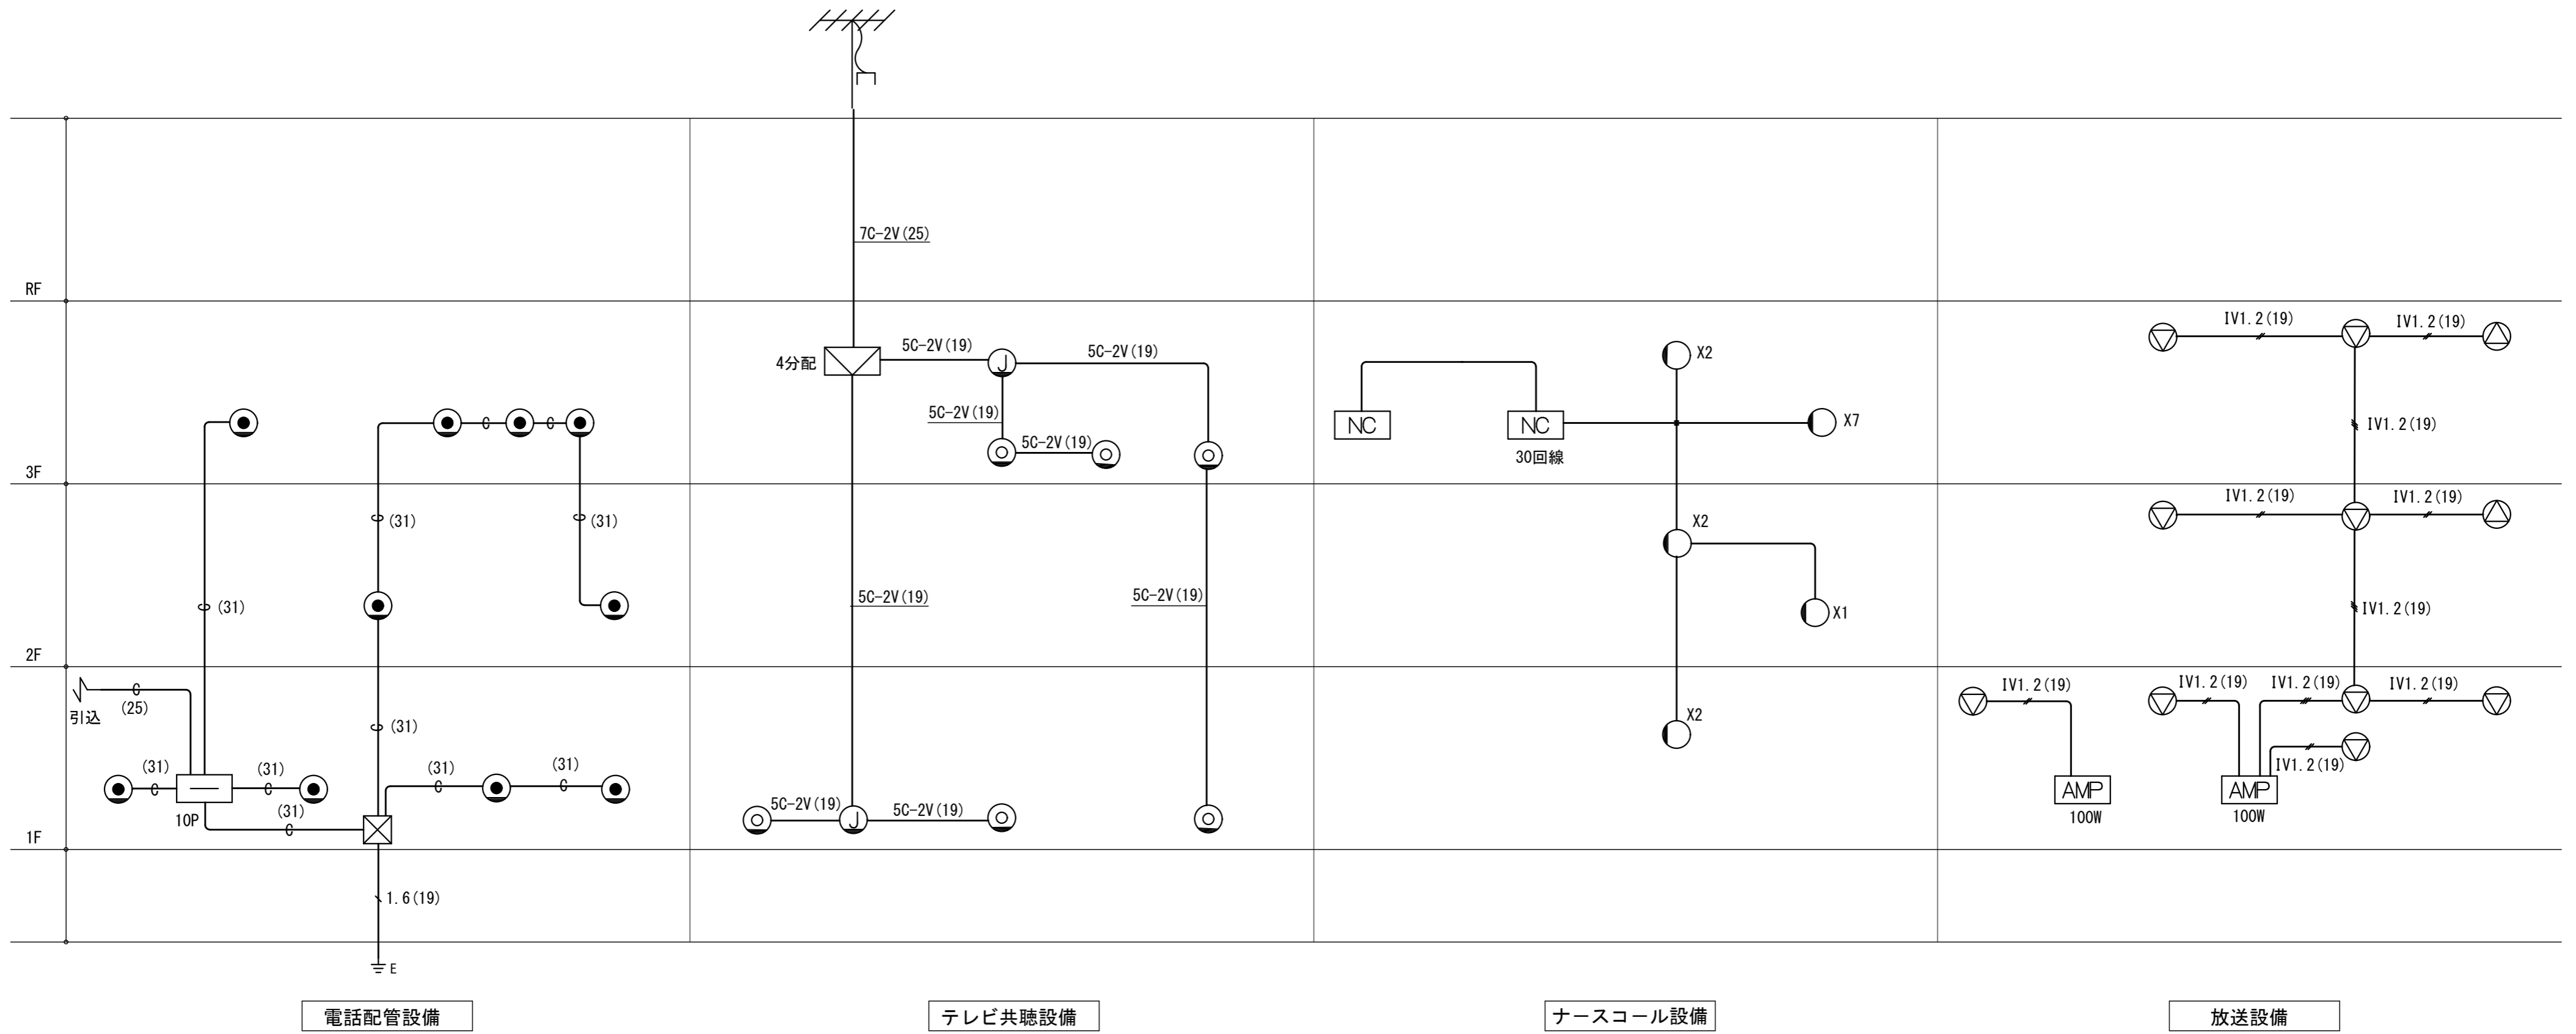 7C-2V(25)
RF
4分配
5C-2V(19)
5C-2V(19)
5C-2V(19)
5C-2V(19)
NC
NC
30回線
X2
X7
IV1.2(19)
IV1.2(19)
IV1.2(19)
3F
(31)
(31)
(31)
5C-2V(19)
5C-2V(19)
X2
X1
IV1.2(19)
IV1.2(19)
IV1.2(19)
2F
引込
(25)
(31)
(31)
(31)
(31)
(31)
(31)
10P
J
J
5C-2V(19)
5C-2V(19)
X2
IV1.2(19)
IV1.2(19)
IV1.2(19)
IV1.2(19)
IV1.2(19)
AMP
100W
AMP
100W
1F
1.6(19)
E
電話配管設備
テレビ共聴設備
ナースコール設備
放送設備